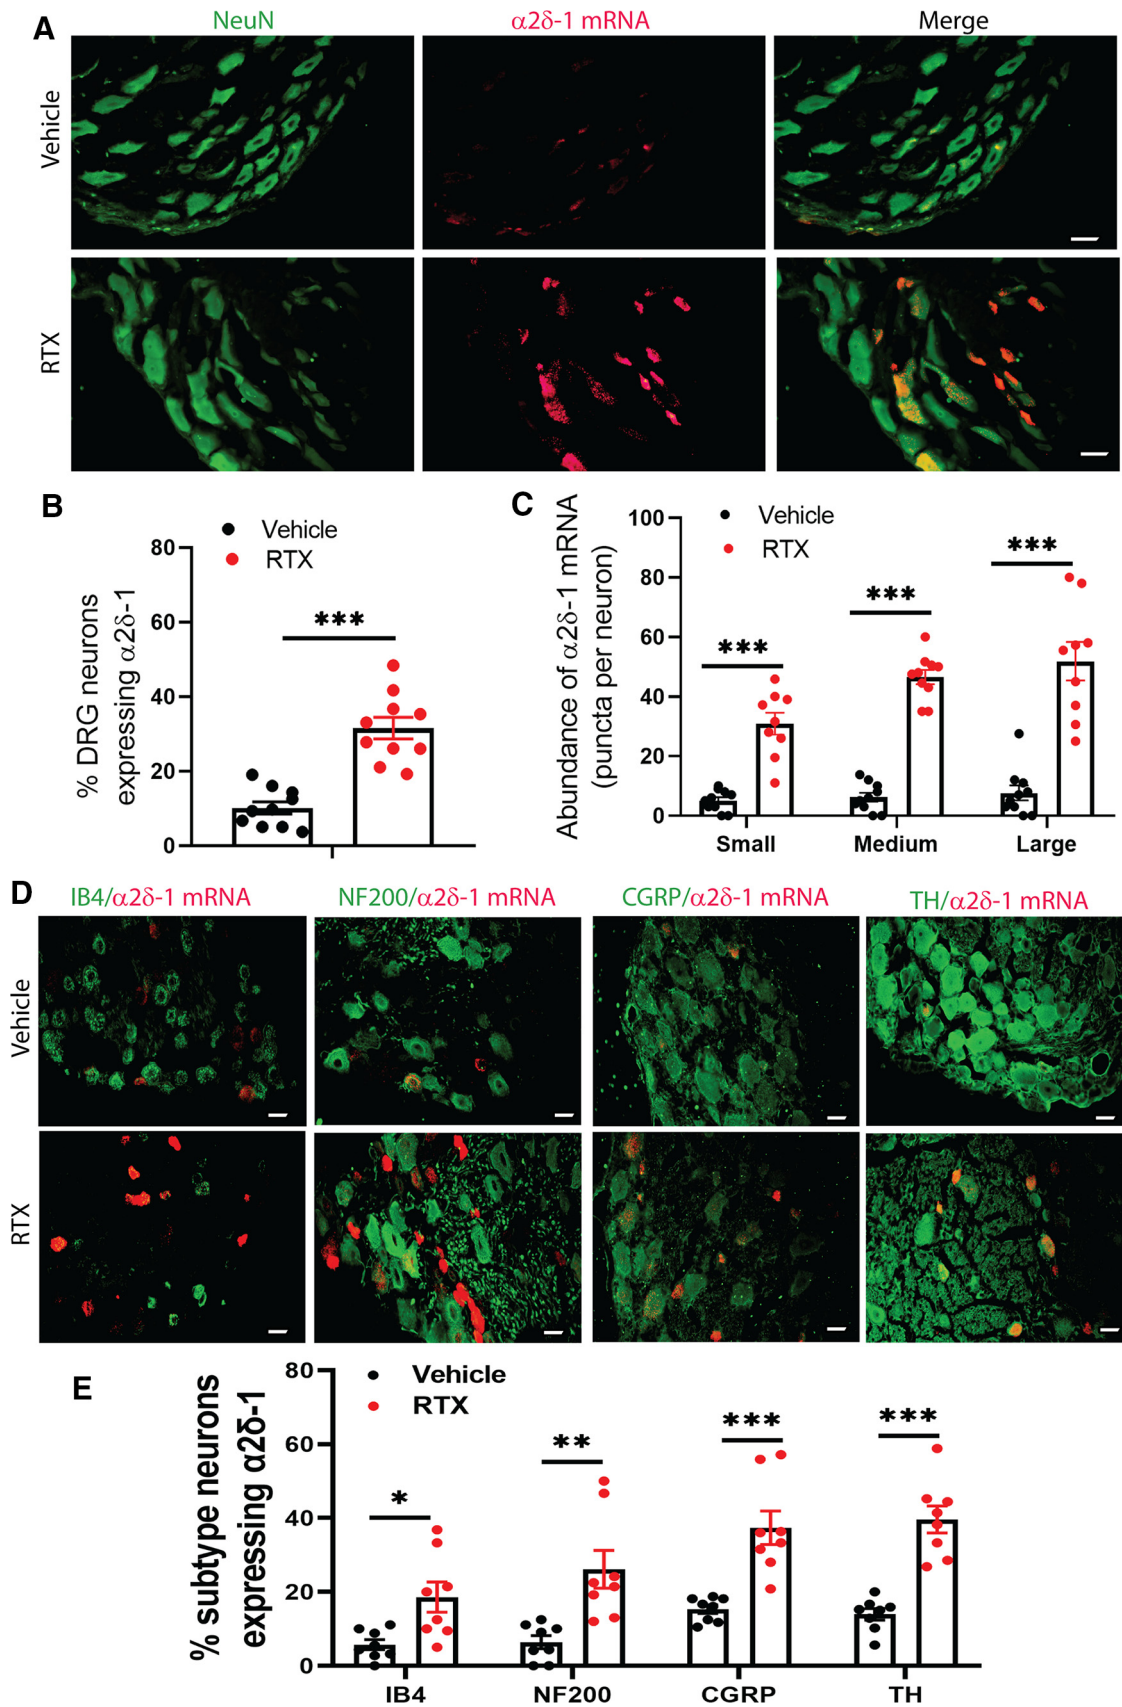 A
NeuN
α2δ-1 mRNA
Merge
Vehicle
RTX
B
Vehicle
RTX
% DRG neurons
expressing α2δ-1
80
60
40
20
0
***
C
Vehicle
RTX
Abundance of α2δ-1 mRNA
(puncta per neuron)
100
80
60
40
20
0
***
***
***
Small
Medium
Large
D
IB4/α2δ-1 mRNA
NF200/α2δ-1 mRNA
CGRP/α2δ-1 mRNA
TH/α2δ-1 mRNA
Vehicle
RTX
E
Vehicle
RTX
% subtype neurons
expressing α2δ-1
80
60
40
20
0
*
**
***
***
IB4
NF200
CGRP
TH